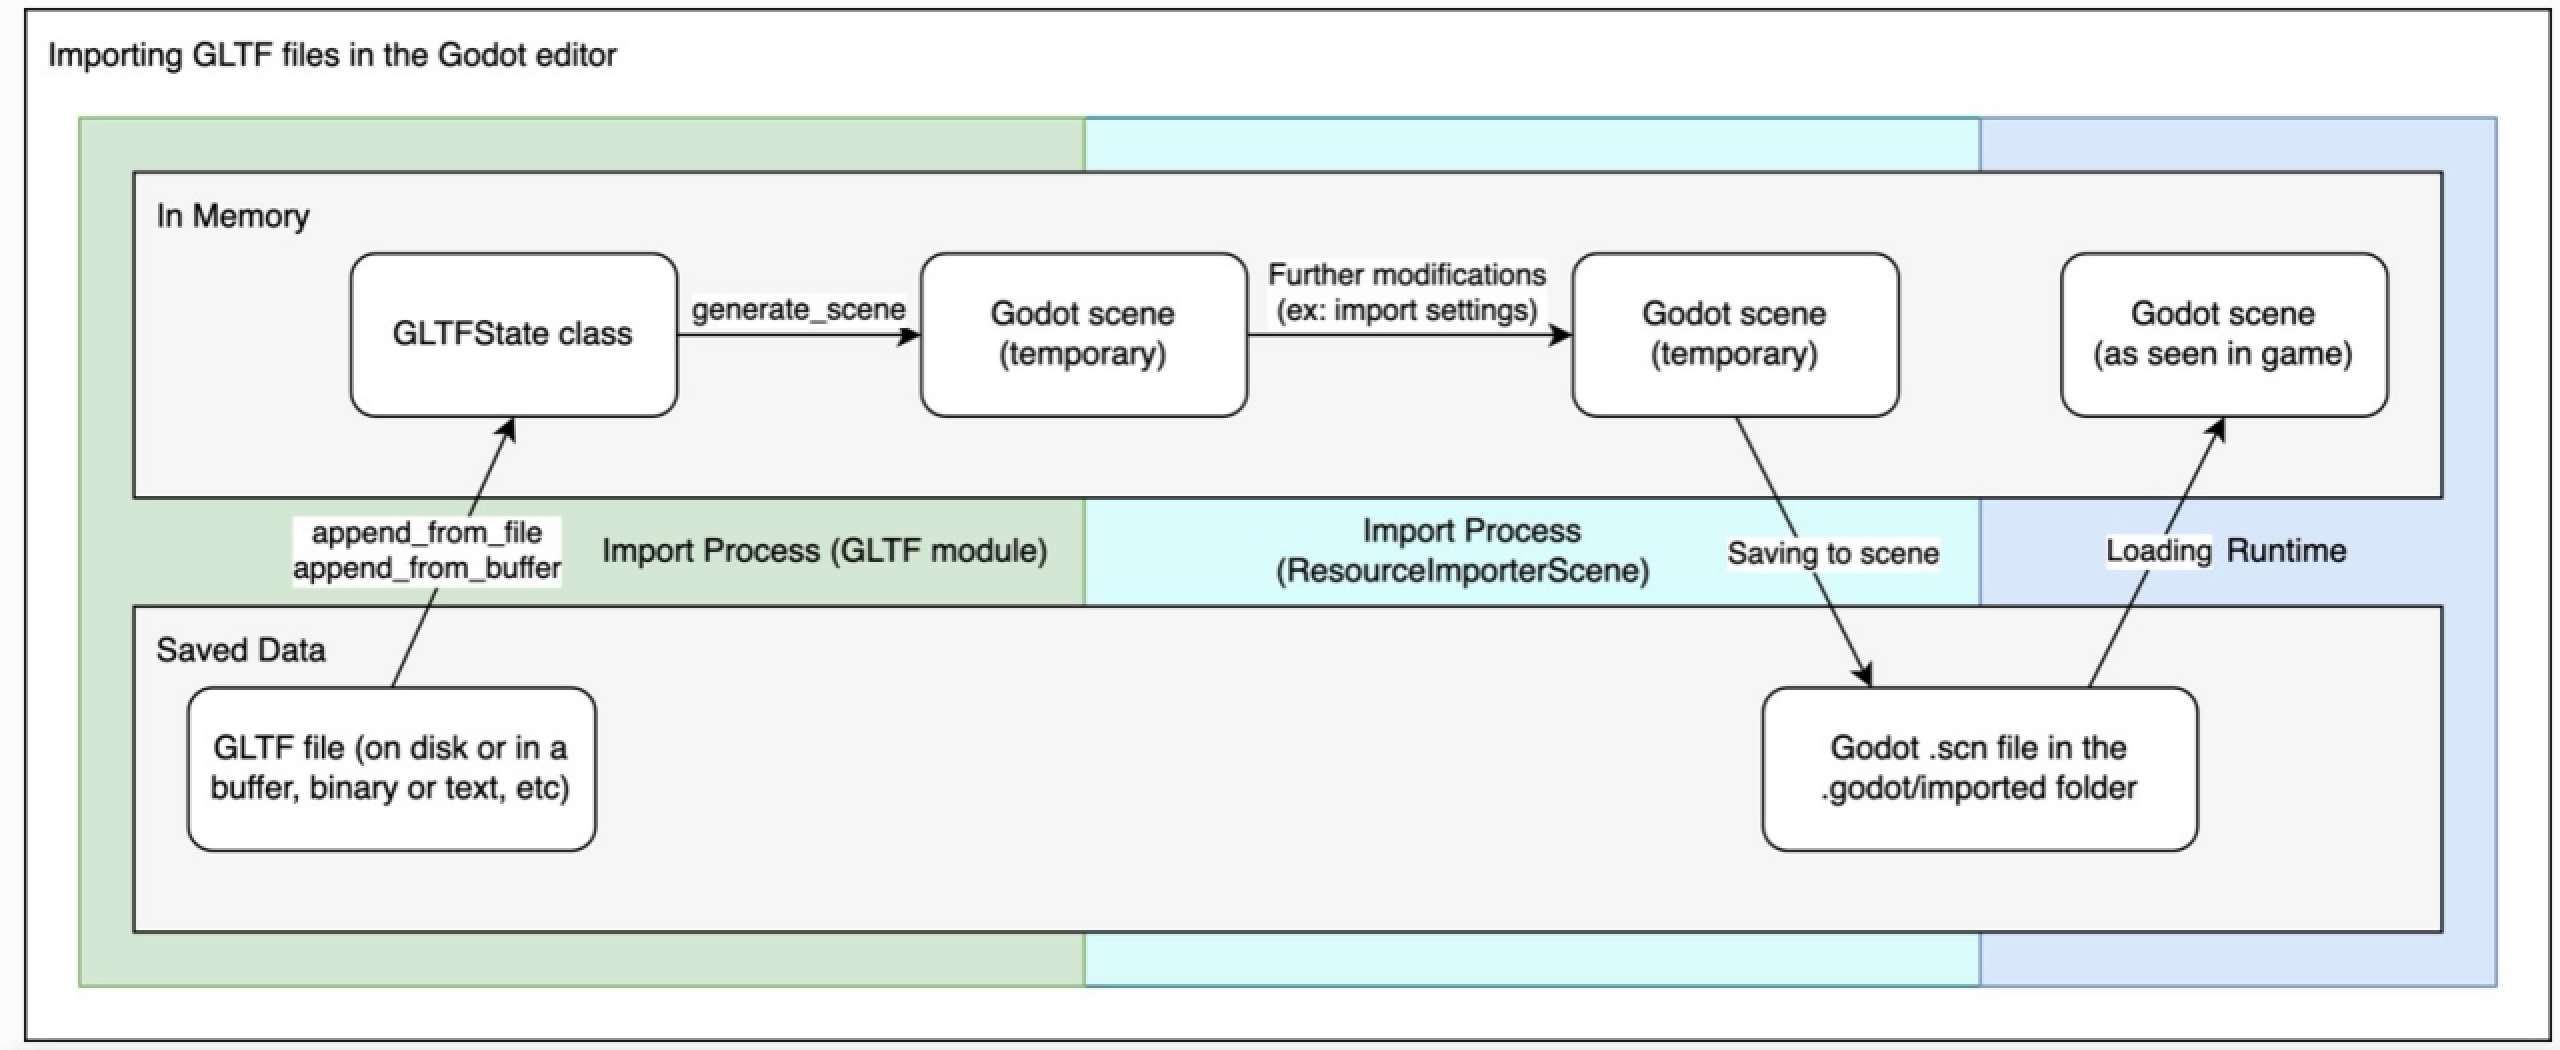 Importing GLTF files in the Godot editor
In Memory
GLTFState class
generate_scene
Godot scene
(temporary)
Further modifications
(ex: import settings)
Godot scene
(temporary)
Godot scene
(as seen in game)
append_from_file
append_from_buffer
Import Process (GLTF module)
Import Process
(ResourceImporterScene)
Saving to scene
Loading
Runtime
Saved Data
GLTF file (on disk or in a
buffer, binary or text, etc)
Godot .scn file in the
.godot/imported folder